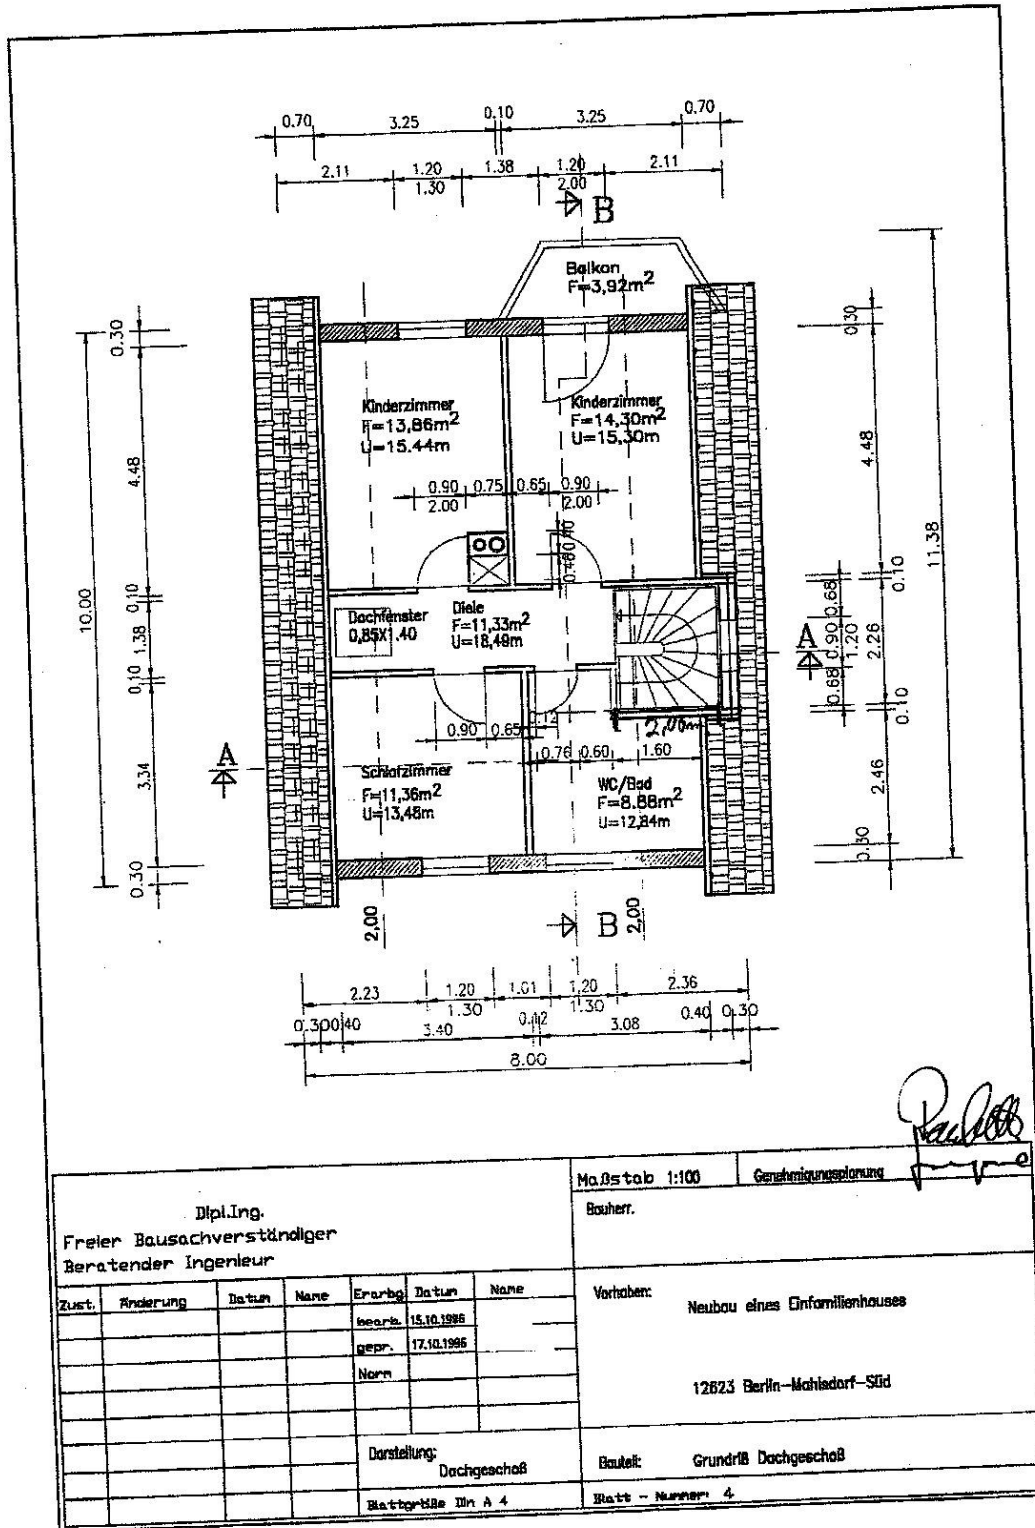 0.70 3.25 0.10 3.25 0.70
2.11 1.20 1.38 1.20 2.11
1.30 2.00
B
Balkon
F=3,92m²
0.30
0.30
Kinderzimmer
F=13,86m²
U=15.44m
Kinderzimmer
F=14,30m²
U=15,30m
4.48
4.48
11.38
0.90 0.75 0.65 0.90
2.00 2.00
0.40
0.40
10.00
0.10
1.38
0.10
Dachfenster
0,85X1.40
Diele
F=11,33m²
U=18,49m
0.10
0.68
0.90
1.20
2.26
0.68
0.10
A
A
0.90 0.65 12
2,00m
0.76 0.60 1.60
3.34
2.46
Schlafzimmer
F=11,36m²
U=13,48m
WC/Bad
F=8.88m²
U=12,84m
0.30
0.30
2,00
B
2,00
2.23 1.20 1.01 1.20 2.36
1.30 1.30
0.30 0.40 3.40 0.12 3.08 0.40 0.30
8.00
Dipl.Ing.
Freier Bausachverständiger
Beratender Ingenieur
Maßstab 1:100
Genehmigungsplanung
Bauherr.
Zust. Änderung Datum Name Erarbg Datum Name
bearb. 15.10.1996
gepr. 17.10.1996
Norm
Vorhaben:
Neubau eines Einfamilienhauses
12623 Berlin-Mahlsdorf-Süd
Darstellung:
Dachgeschoß
Bauteil: Grundriß Dachgeschoß
Blattgröße Din A 4
Blatt - Nummer: 4